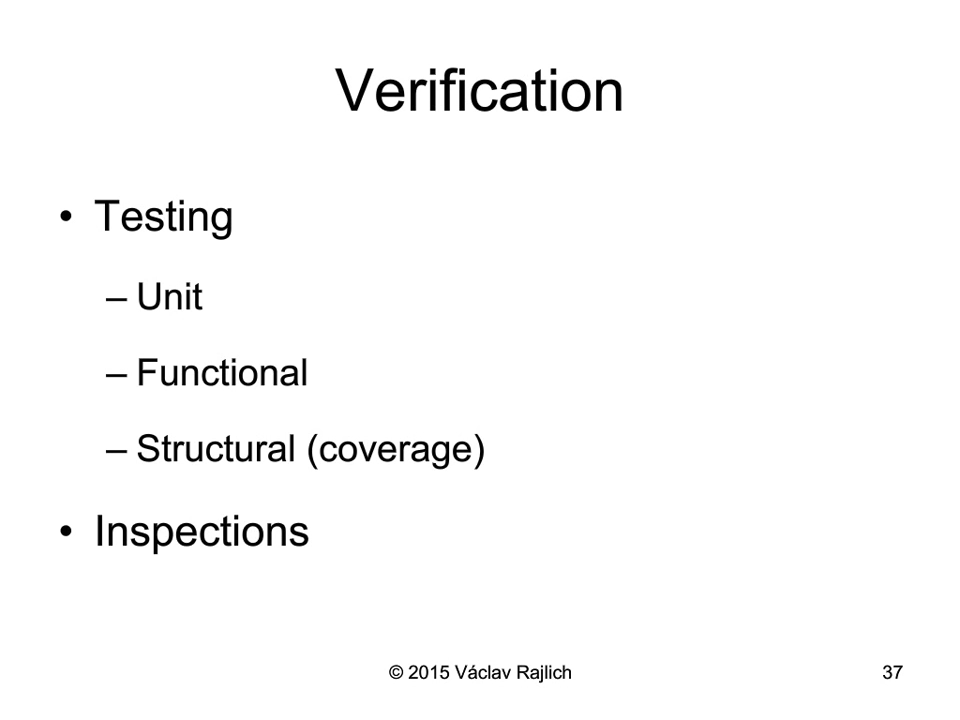 Verification
• Testing
– Unit
– Functional
– Structural (coverage)
• Inspections
© 2015 Václav Rajlich
37